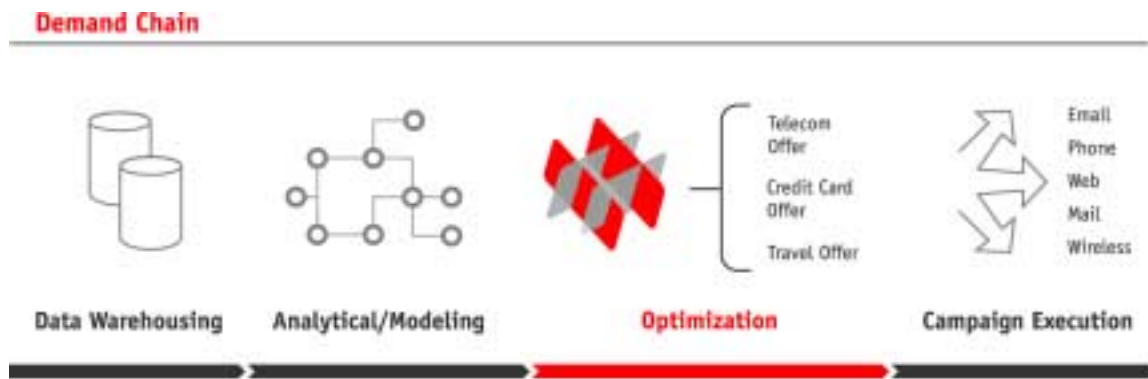 Demand Chain
Telecom
Offer
Credit Card
Offer
Travel Offer
Email
Phone
Web
Mail
Wireless
Data Warehousing
Analytical/Modeling
Optimization
Campaign Execution